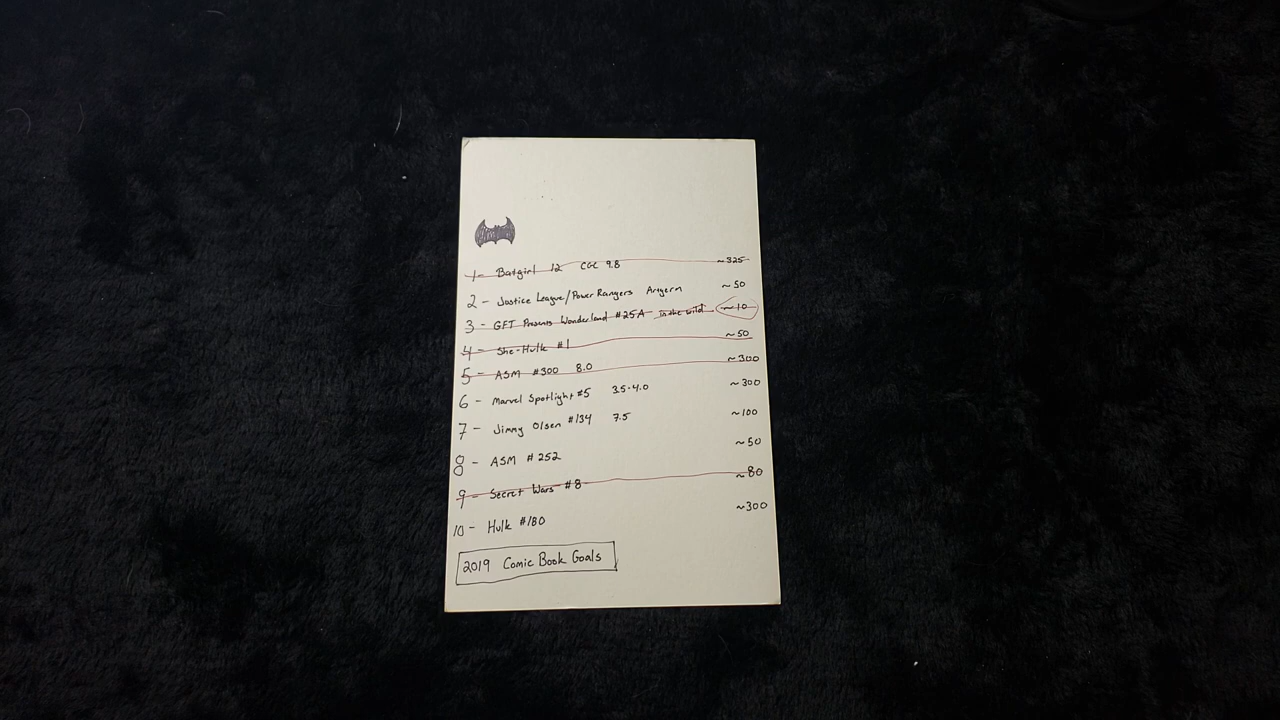 1- Batgirl 12 CGC 9.8 ~325
2- Justice League/Power Rangers Artgerm ~50
3- GFT Presents Wonderland #25A in the wild ~10
4- She-Hulk #1 ~50
5- ASM #300 8.0 ~300
6- Marvel Spotlight #5 3.5-4.0 ~300
7- Jimmy Olsen #134 7.5 ~100
8- ASM #252 ~50
9- Secret Wars #8 ~80
10- Hulk #180 ~300
2019 Comic Book Goals